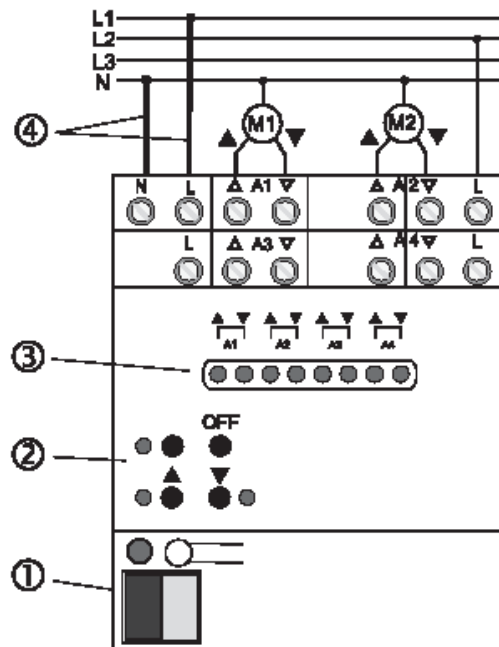 L1
L2
L3
N
④
M1 M2
▲ ▼ ▲ ▼
N L △ A1 ▽ △ A2 ▽ L
L △ A3 ▽ △ A4 ▽ L
▲ ▼ ▲ ▼ ▲ ▼ ▲ ▼
A1 A2 A3 A4
③
OFF
②
▲ ▼
①